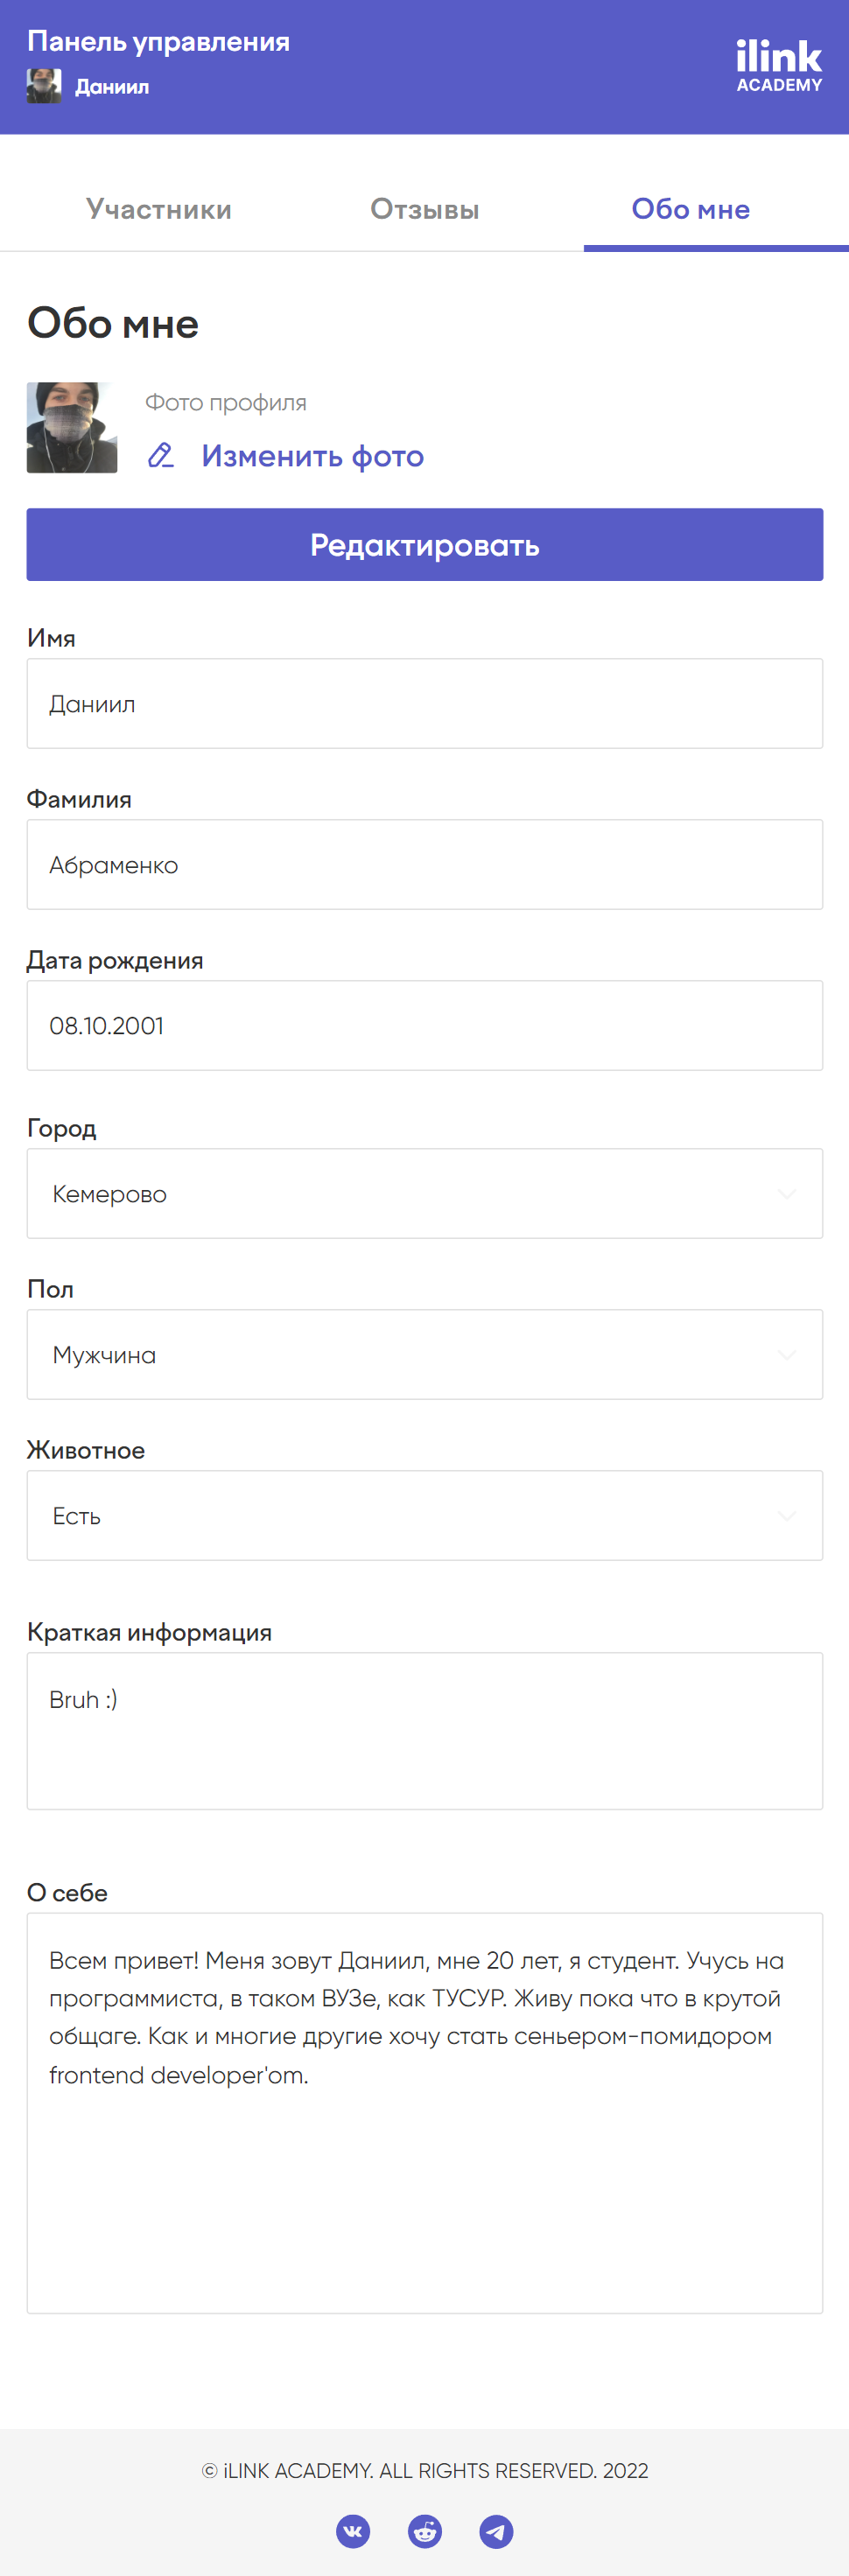 Панель управления
Даниил
ilink
ACADEMY
Участники
Отзывы
Обо мне
Обо мне
Фото профиля
Изменить фото
Редактировать
Имя
Даниил
Фамилия
Абраменко
Дата рождения
08.10.2001
Город
Кемерово
Пол
Мужчина
Животное
Есть
Краткая информация
Bruh :)
О себе
Всем привет! Меня зовут Даниил, мне 20 лет, я студент. Учусь на
программиста, в таком ВУЗе, как ТУСУР. Живу пока что в крутой
общаге. Как и многие другие хочу стать сеньером-помидором
frontend developer'om.
© iLINK ACADEMY. ALL RIGHTS RESERVED. 2022